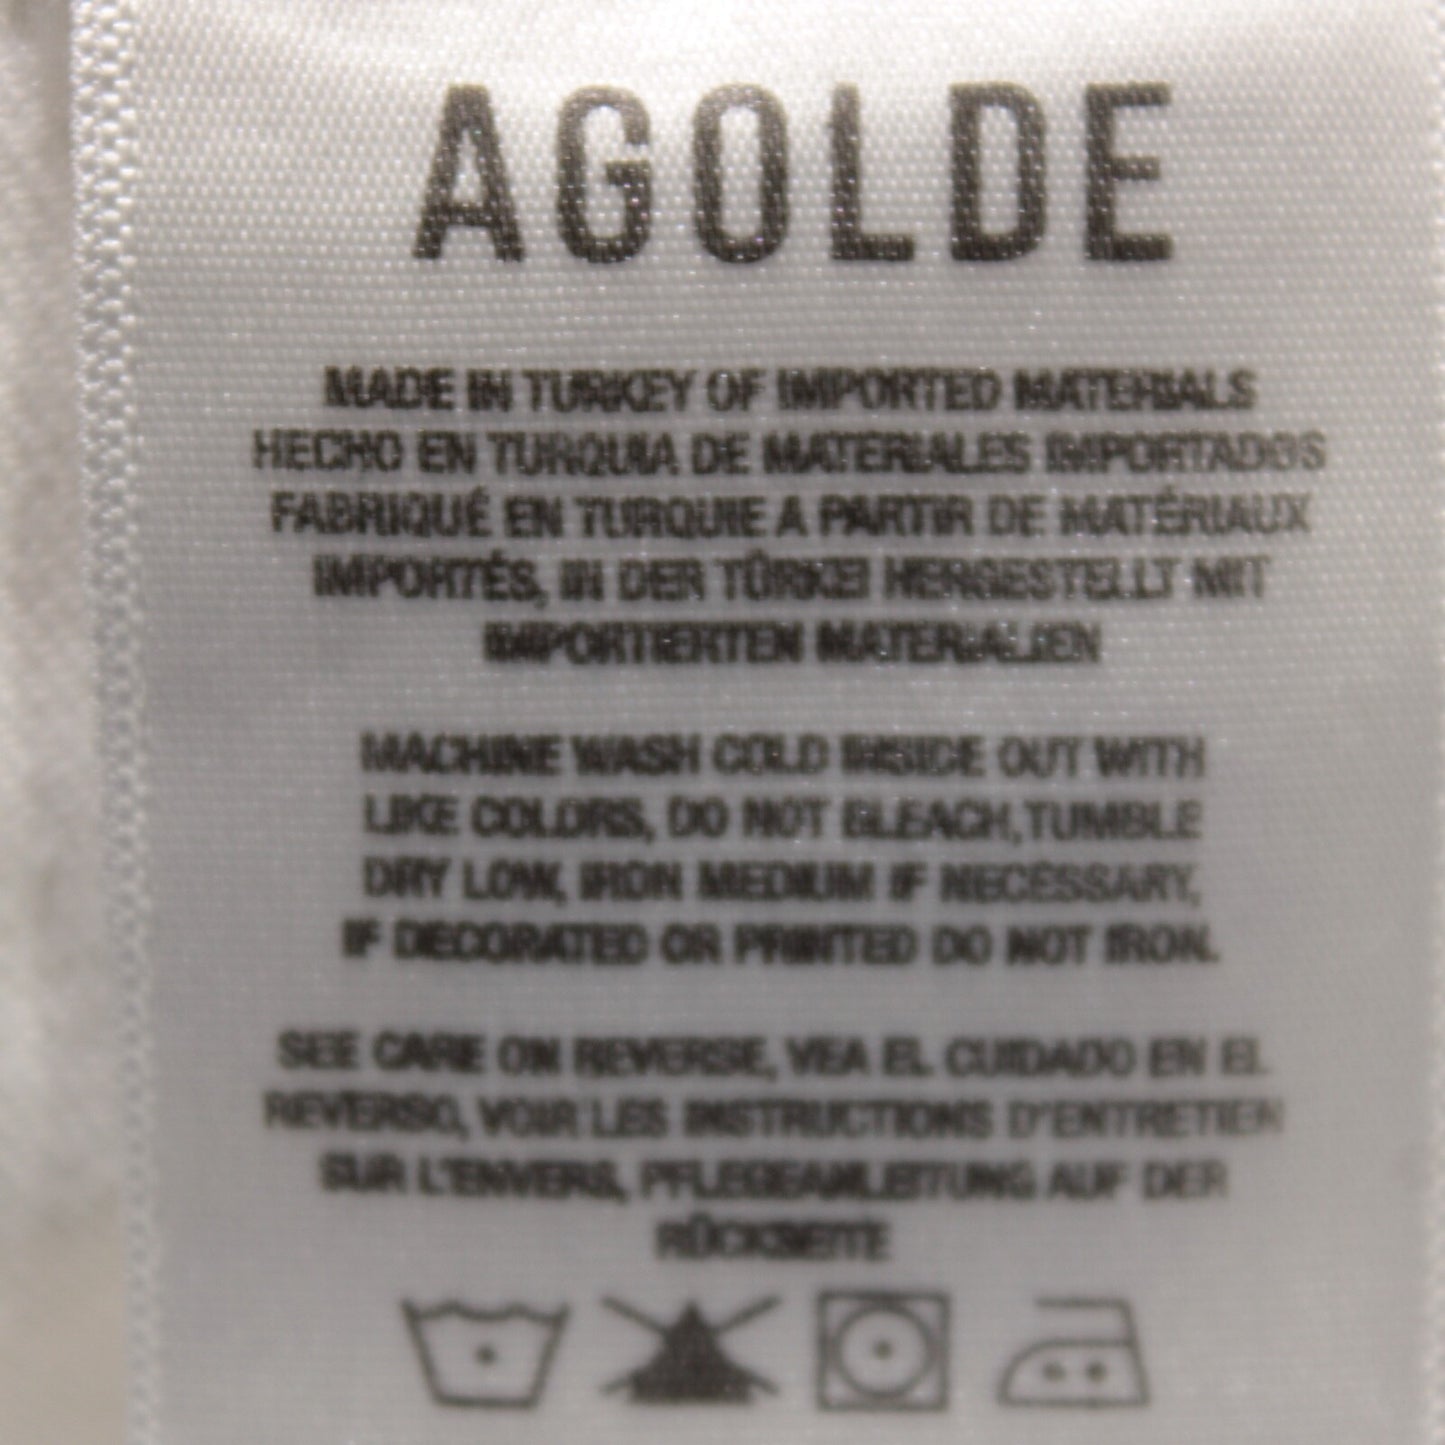 AGOLDE
MADE IN TURKEY OF IMPORTED MATERIALS
HECHO EN TURQUIA DE MATERIALES IMPORTADOS
FABRIQUÉ EN TURQUIE A PARTIR DE MATÉRIAUX
IMPORTÉS, IN DER TÜRKEI HERGESTELLT MIT
IMPORTIERTEN MATERIALIEN
MACHINE WASH COLD INSIDE OUT WITH
LIKE COLORS, DO NOT BLEACH,TUMBLE
DRY LOW, IRON MEDIUM IF NECESSARY,
IF DECORATED OR PRINTED DO NOT IRON.
SEE CARE ON REVERSE, VEA EL CUIDADO EN EL
REVERSO, VOIR LES INSTRUCTIONS D'ENTRETIEN
SUR L'ENVERS, PFLEGEANLEITUNG AUF DER
RÜCKSEITE